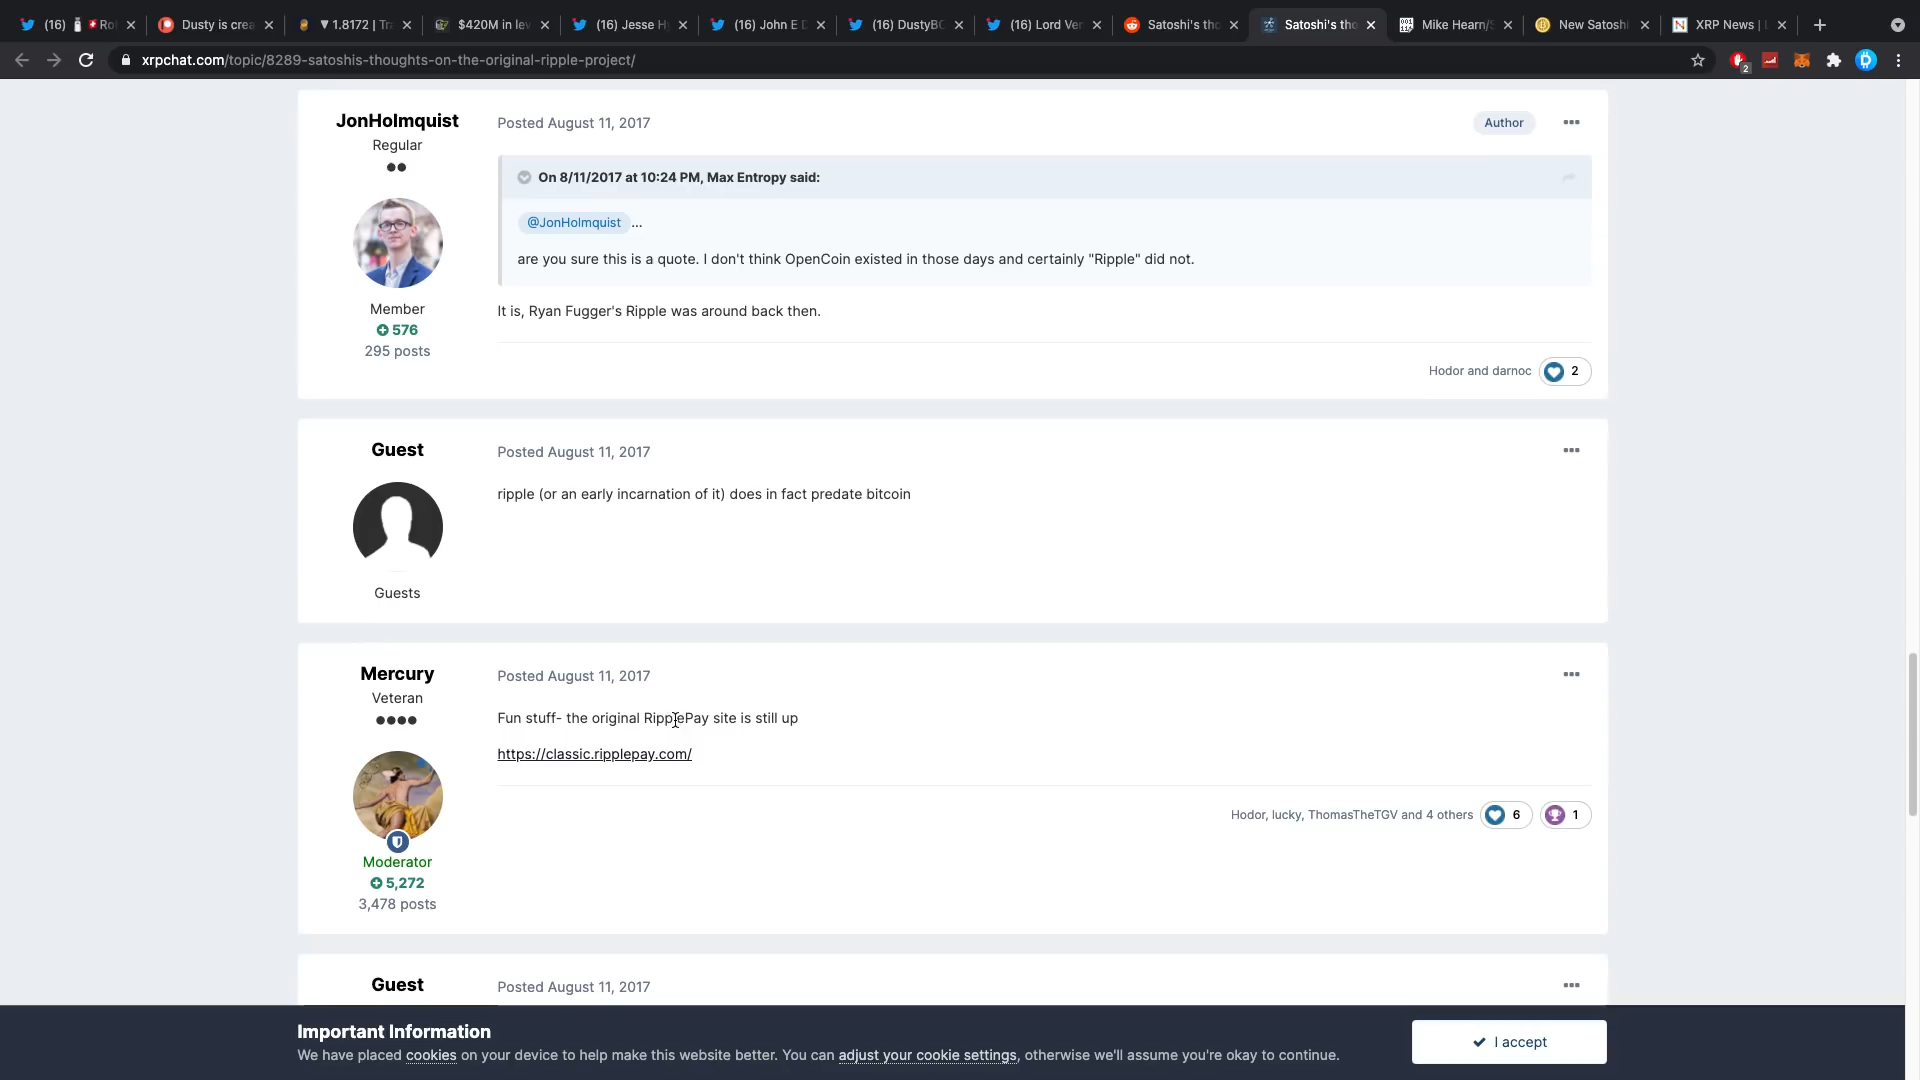 (16) Ro
Dusty is crea
▼ 1.8172 | Tra
$420M in lev
(16) Jesse H
(16) John E D
(16) DustyBC
(16) Lord Ver
Satoshi's tho
Satoshi's tho
Mike Hearn/S
New Satoshi
XRP News |
xrpchat.com/topic/8289-satoshis-thoughts-on-the-original-ripple-project/
2
JonHolmquist
Regular
Member
576
295 posts
Posted August 11, 2017
Author
On 8/11/2017 at 10:24 PM, Max Entropy said:
@JonHolmquist ...
are you sure this is a quote. I don't think OpenCoin existed in those days and certainly "Ripple" did not.
It is, Ryan Fugger's Ripple was around back then.
Hodor and darnoc 2
Guest
Guests
Posted August 11, 2017
ripple (or an early incarnation of it) does in fact predate bitcoin
Mercury
Veteran
Moderator
5,272
3,478 posts
Posted August 11, 2017
Fun stuff- the original RipplePay site is still up
https://classic.ripplepay.com/
Hodor, lucky, ThomasTheTGV and 4 others 6 1
Guest
Posted August 11, 2017
Important Information
We have placed cookies on your device to help make this website better. You can adjust your cookie settings, otherwise we'll assume you're okay to continue.
✔ I accept